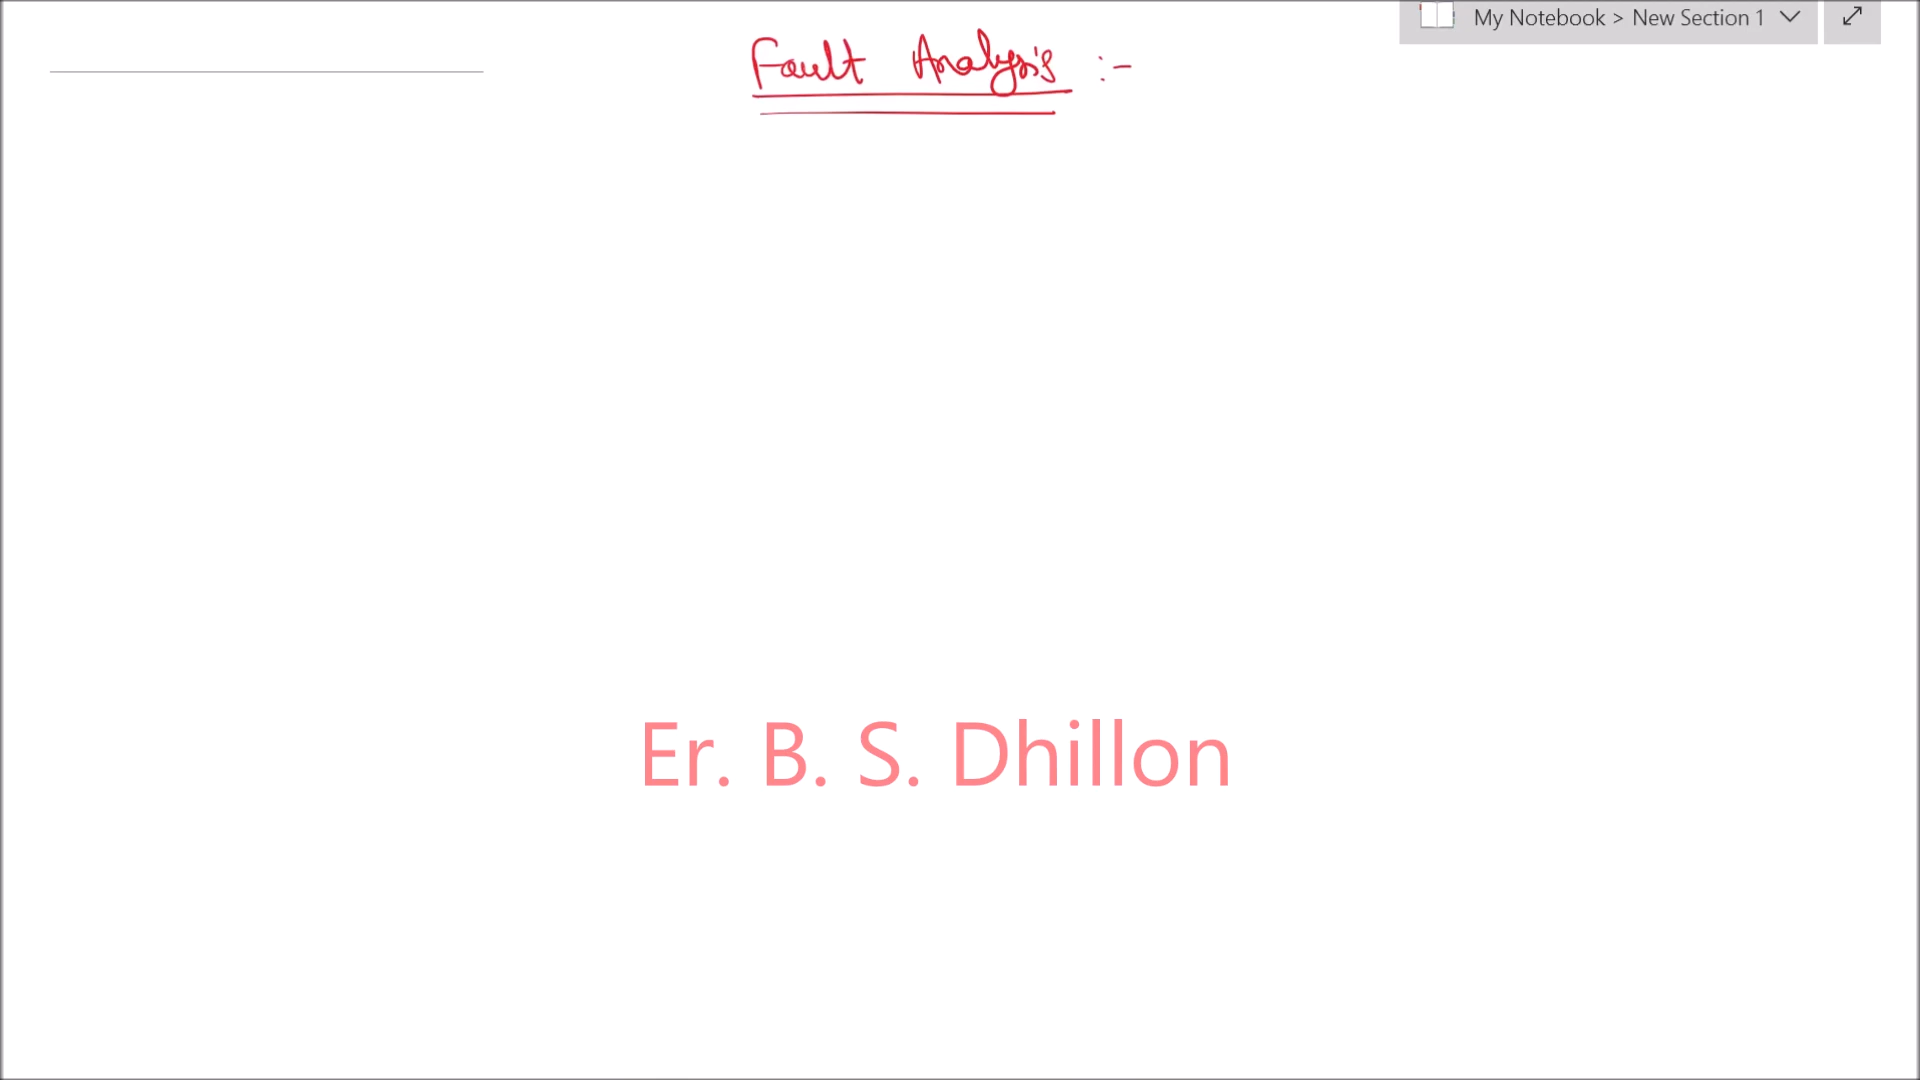 My Notebook > New Section 1
Fault Analysis :-
Er. B. S. Dhillon